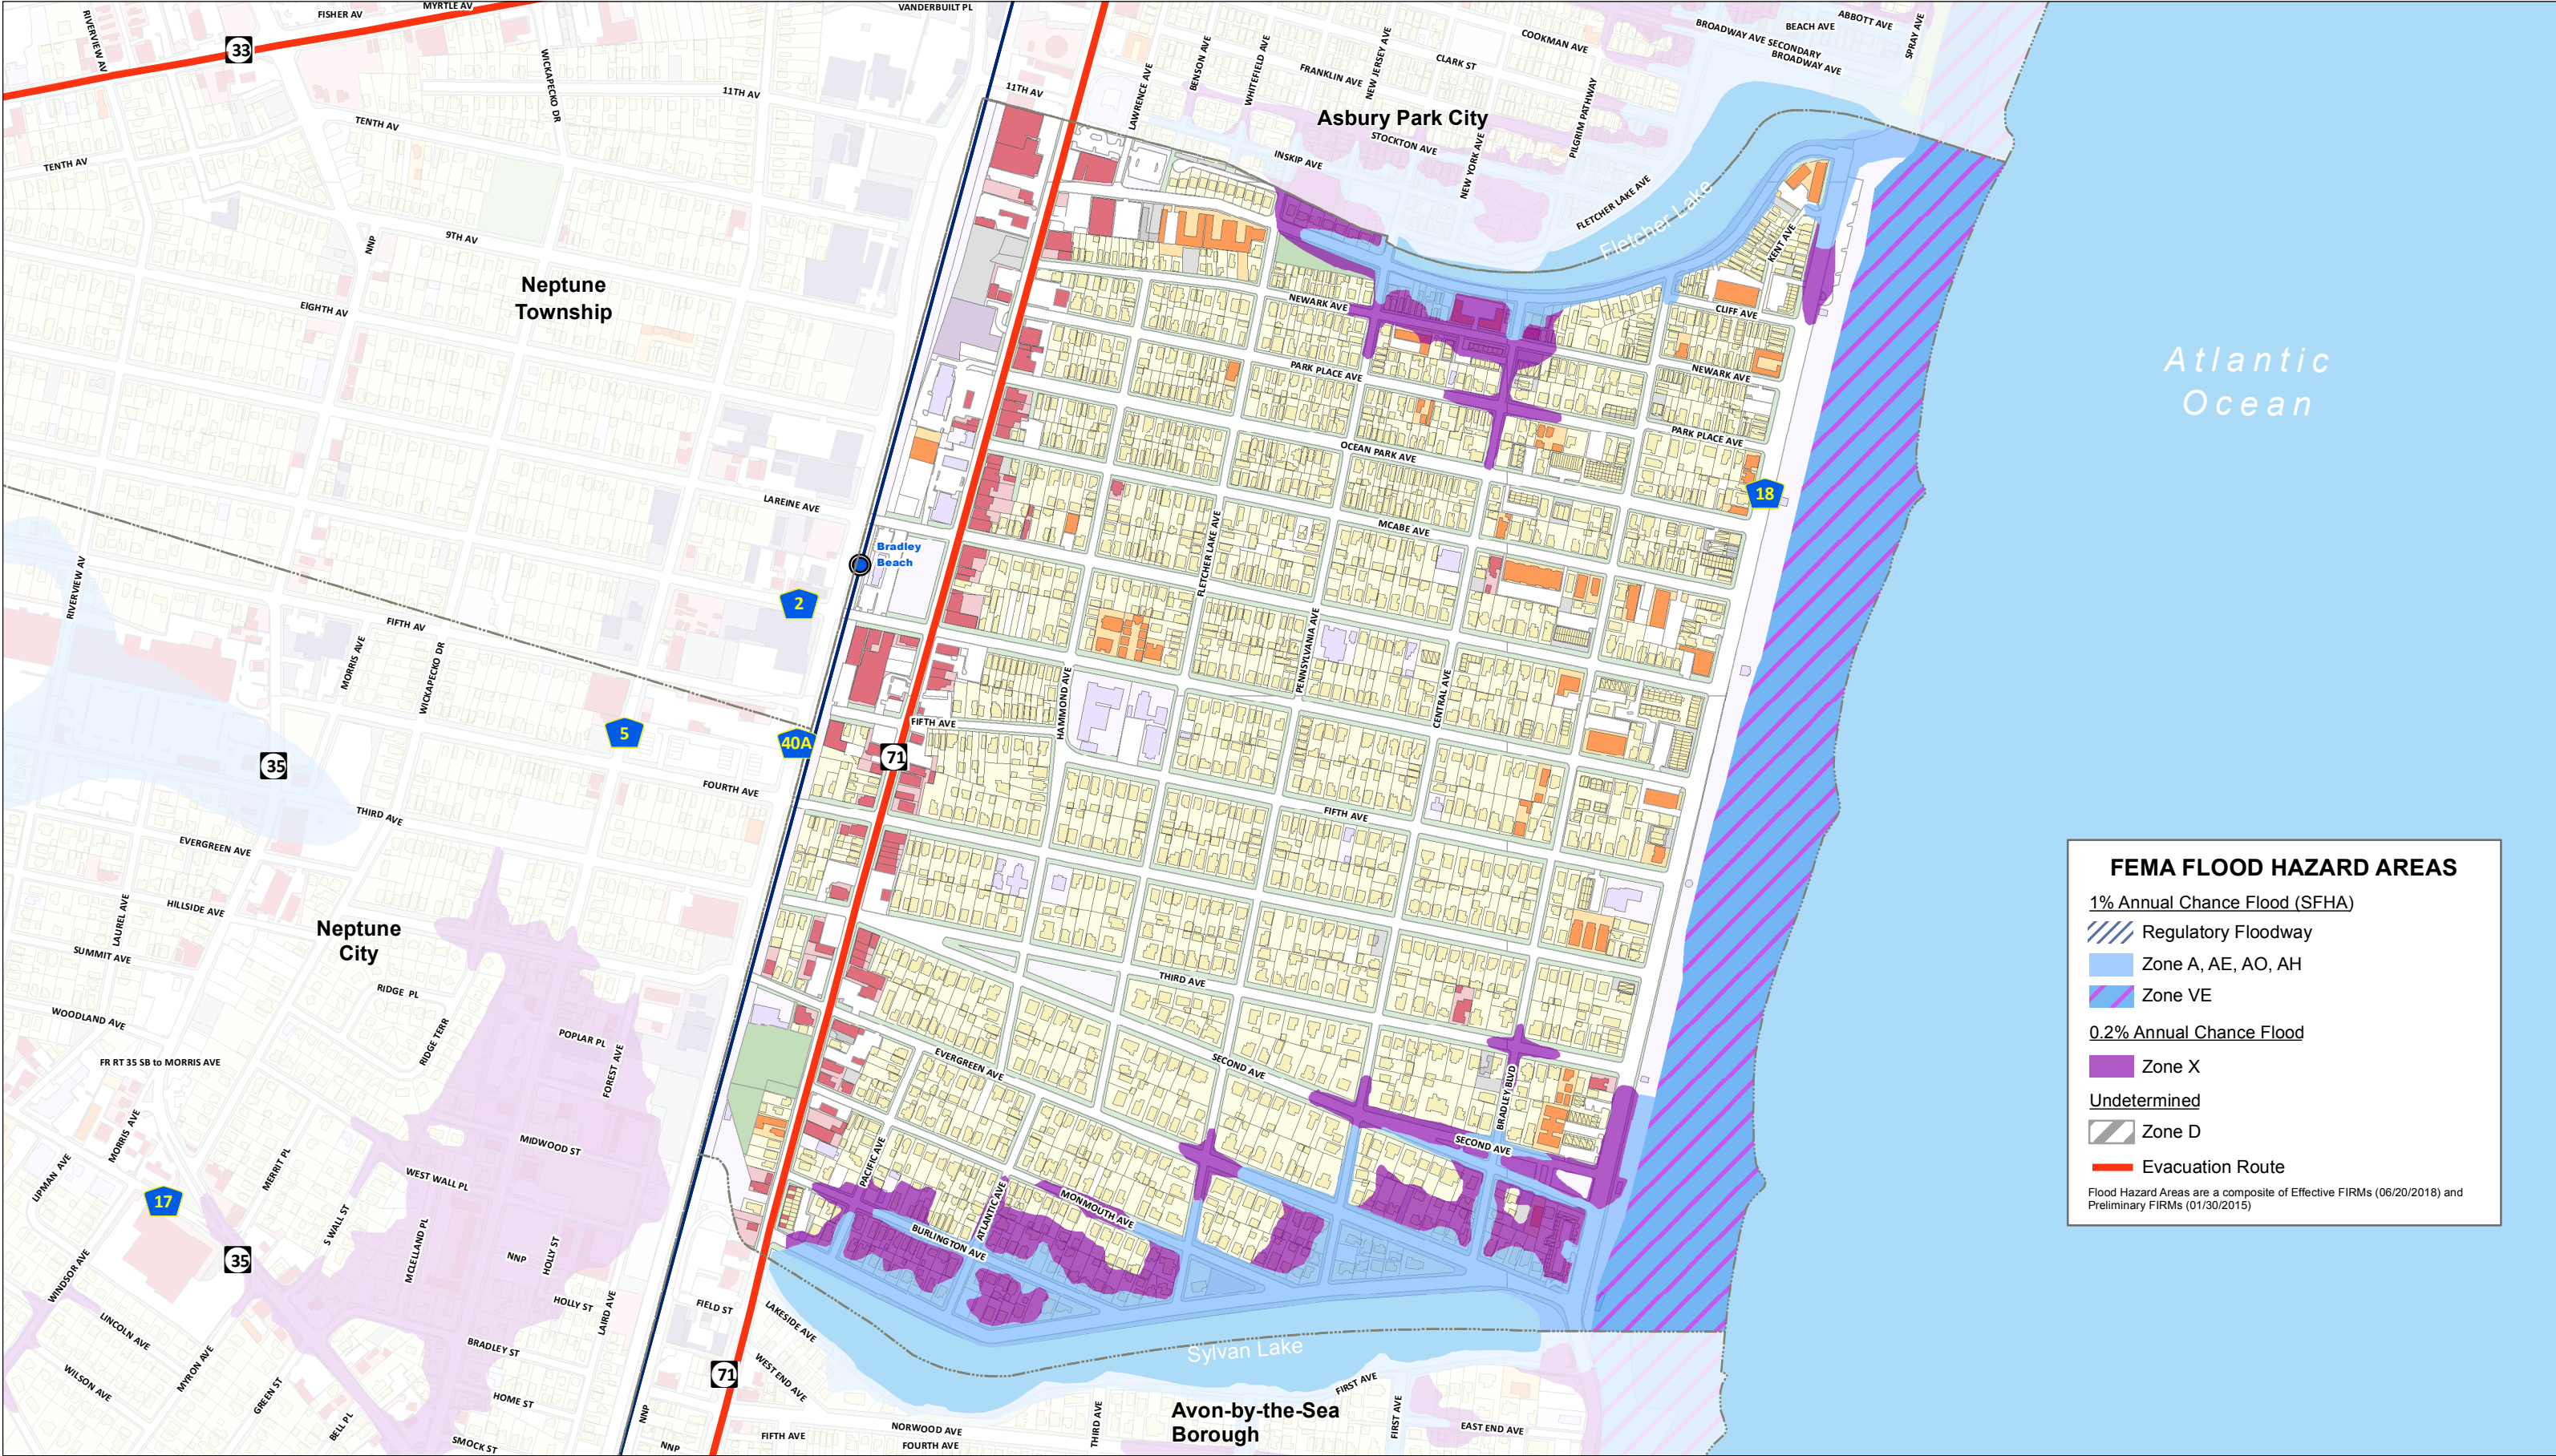 FISHER AV
MYRTLE AV
VANDERBUILT PL
RIVERVIEW AV
33
WICKAPECKO DR
11TH AV
11TH AV
TENTH AV
TENTH AV
9TH AV
NNP
EIGHTH AV
Neptune
Township
LAWRENCE AVE
BENSON AVE
WHITEFIELD AVE
FRANKLIN AVE
NEW JERSEY AVE
CLARK ST
COOKMAN AVE
BROADWAY AVE SECONDARY
BROADWAY AVE
BEACH AVE
ABBOTT AVE
SPRAY AVE
Asbury Park City
STOCKTON AVE
INSKIP AVE
NEW YORK AVE
PILGRIM PATHWAY
FLETCHER LAKE AVE
Fletcher Lake
KENT AVE
CLIFF AVE
NEWARK AVE
NEWARK AVE
PARK PLACE AVE
PARK PLACE AVE
OCEAN PARK AVE
MCABE AVE
18
Atlantic
Ocean
LAREINE AVE
Bradley
Beach
2
FLETCHER LAKE AVE
PENNSYLVANIA AVE
CENTRAL AVE
HAMMOND AVE
FIFTH AVE
FIFTH AVE
71
40A
5
RIVERVIEW AV
FIFTH AV
MORRIS AVE
WICKAPECKO DR
35
FOURTH AVE
THIRD AVE
EVERGREEN AVE
LAUREL AVE
HILLSIDE AVE
SUMMIT AVE
Neptune
City
RIDGE PL
WOODLAND AVE
RIDGE TERR
POPLAR PL
FOREST AVE
FR RT 35 SB to MORRIS AVE
MORRIS AVE
LIPMAN AVE
MERRIT PL
MIDWOOD ST
WEST WALL PL
17
S WALL ST
MCLELLAND PL
NNP
HOLLY ST
35
WINDSOR AVE
HOLLY ST
LAIRD AVE
LINCOLN AVE
WILSON AVE
MYRON AVE
GREEN ST
BRADLEY ST
HOME ST
BELL PL
SMOCK ST
NNP
NNP
THIRD AVE
SECOND AVE
EVERGREEN AVE
BRADLEY BLVD
SECOND AVE
PACIFIC AVE
ATLANTIC AVE
MONMOUTH AVE
BURLINGTON AVE
FIELD ST
LAKESIDE AVE
WEST END AVE
71
Sylvan Lake
FIRST AVE
FIRST AVE
THIRD AVE
NORWOOD AVE
FIFTH AVE
FOURTH AVE
EAST END AVE
Avon-by-the-Sea
Borough
FEMA FLOOD HAZARD AREAS
1% Annual Chance Flood (SFHA)
Regulatory Floodway
Zone A, AE, AO, AH
Zone VE
0.2% Annual Chance Flood
Zone X
Undetermined
Zone D
Evacuation Route
Flood Hazard Areas are a composite of Effective FIRMs (06/20/2018) and
Preliminary FIRMs (01/30/2015)